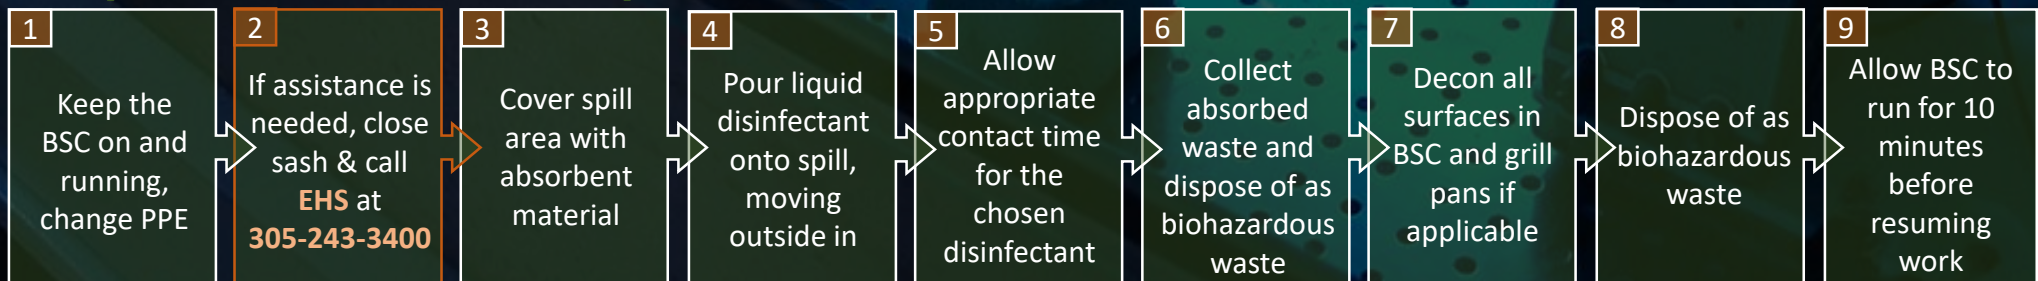 1
Keep the
BSC on and
running,
change PPE
2
If assistance is
needed, close
sash & call
EHS at
305-243-3400
3
Cover spill
area with
absorbent
material
4
Pour liquid
disinfectant
onto spill,
moving
outside in
5
Allow
appropriate
contact time
for the
chosen
disinfectant
6
Collect
absorbed
waste and
dispose of as
biohazardous
waste
7
Decon all
surfaces in
BSC and grill
pans if
applicable
8
Dispose of as
biohazardous
waste
9
Allow BSC to
run for 10
minutes
before
resuming
work